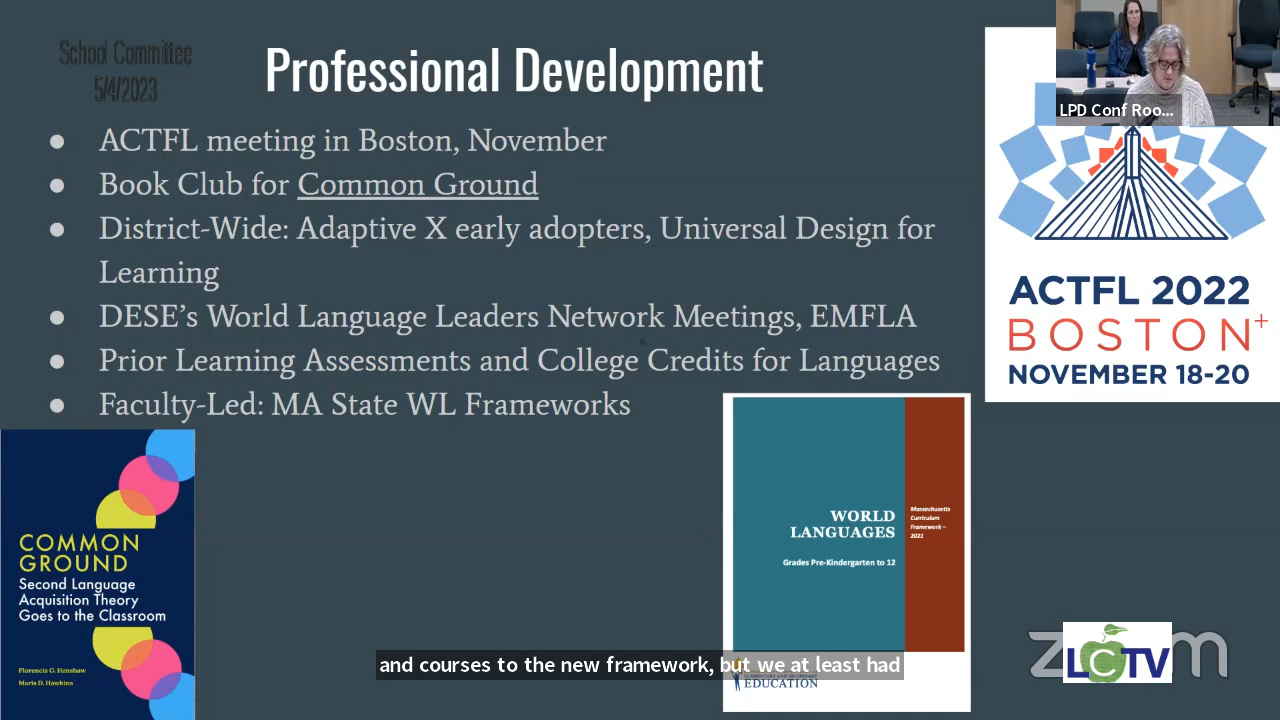 School Committee
5/4/2023
Professional Development
● ACTFL meeting in Boston, November
● Book Club for Common Ground
● District-Wide: Adaptive X early adopters, Universal Design for
Learning
● DESE's World Language Leaders Network Meetings, EMFLA
● Prior Learning Assessments and College Credits for Languages
● Faculty-Led: MA State WL Frameworks
LPD Conf Roo...
ACTFL 2022
BOSTON+
NOVEMBER 18-20
COMMON
GROUND
Second Language
Acquisition Theory
Goes to the Classroom
Florencia G. Henshaw
Maris D. Hawkins
WORLD
LANGUAGES
Grades Pre-Kindergarten to 12
Massachusetts
Curriculum
Framework –
2021
and courses to the new framework, but we at least had
ELEMENTARY AND SECONDARY
EDUCATION
zoom
LCTV